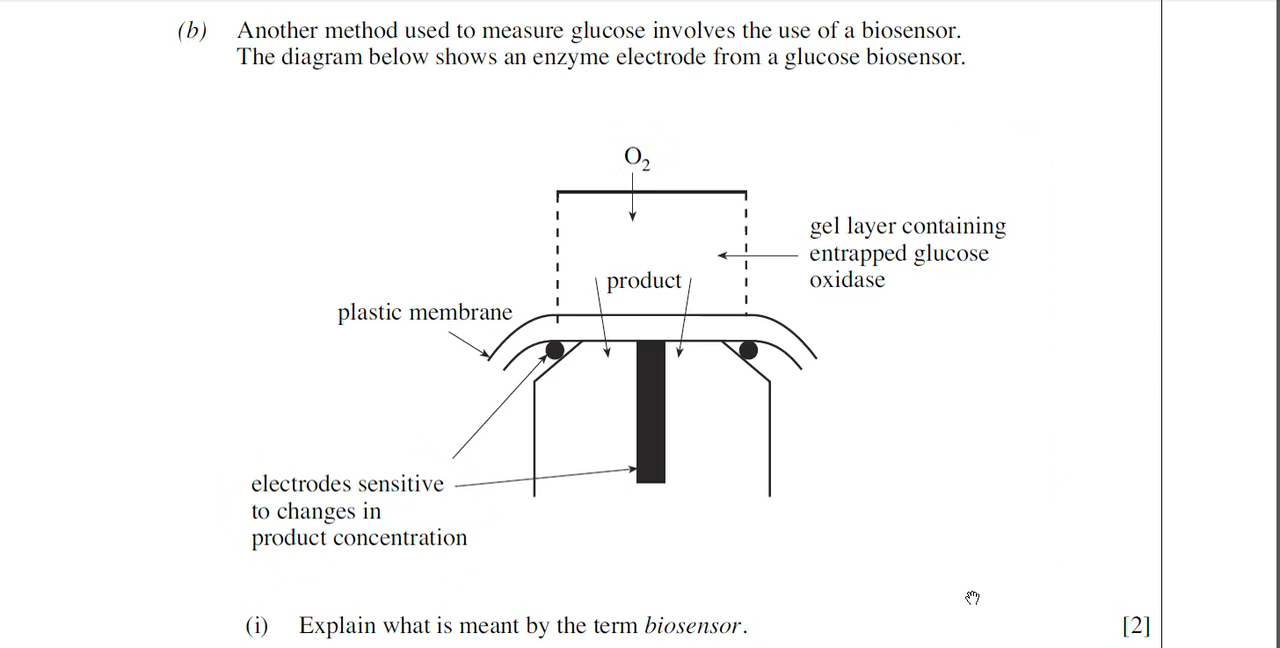 (b) Another method used to measure glucose involves the use of a biosensor.
The diagram below shows an enzyme electrode from a glucose biosensor.
O2
gel layer containing
entrapped glucose
oxidase
product
plastic membrane
electrodes sensitive
to changes in
product concentration
(i) Explain what is meant by the term biosensor. [2]